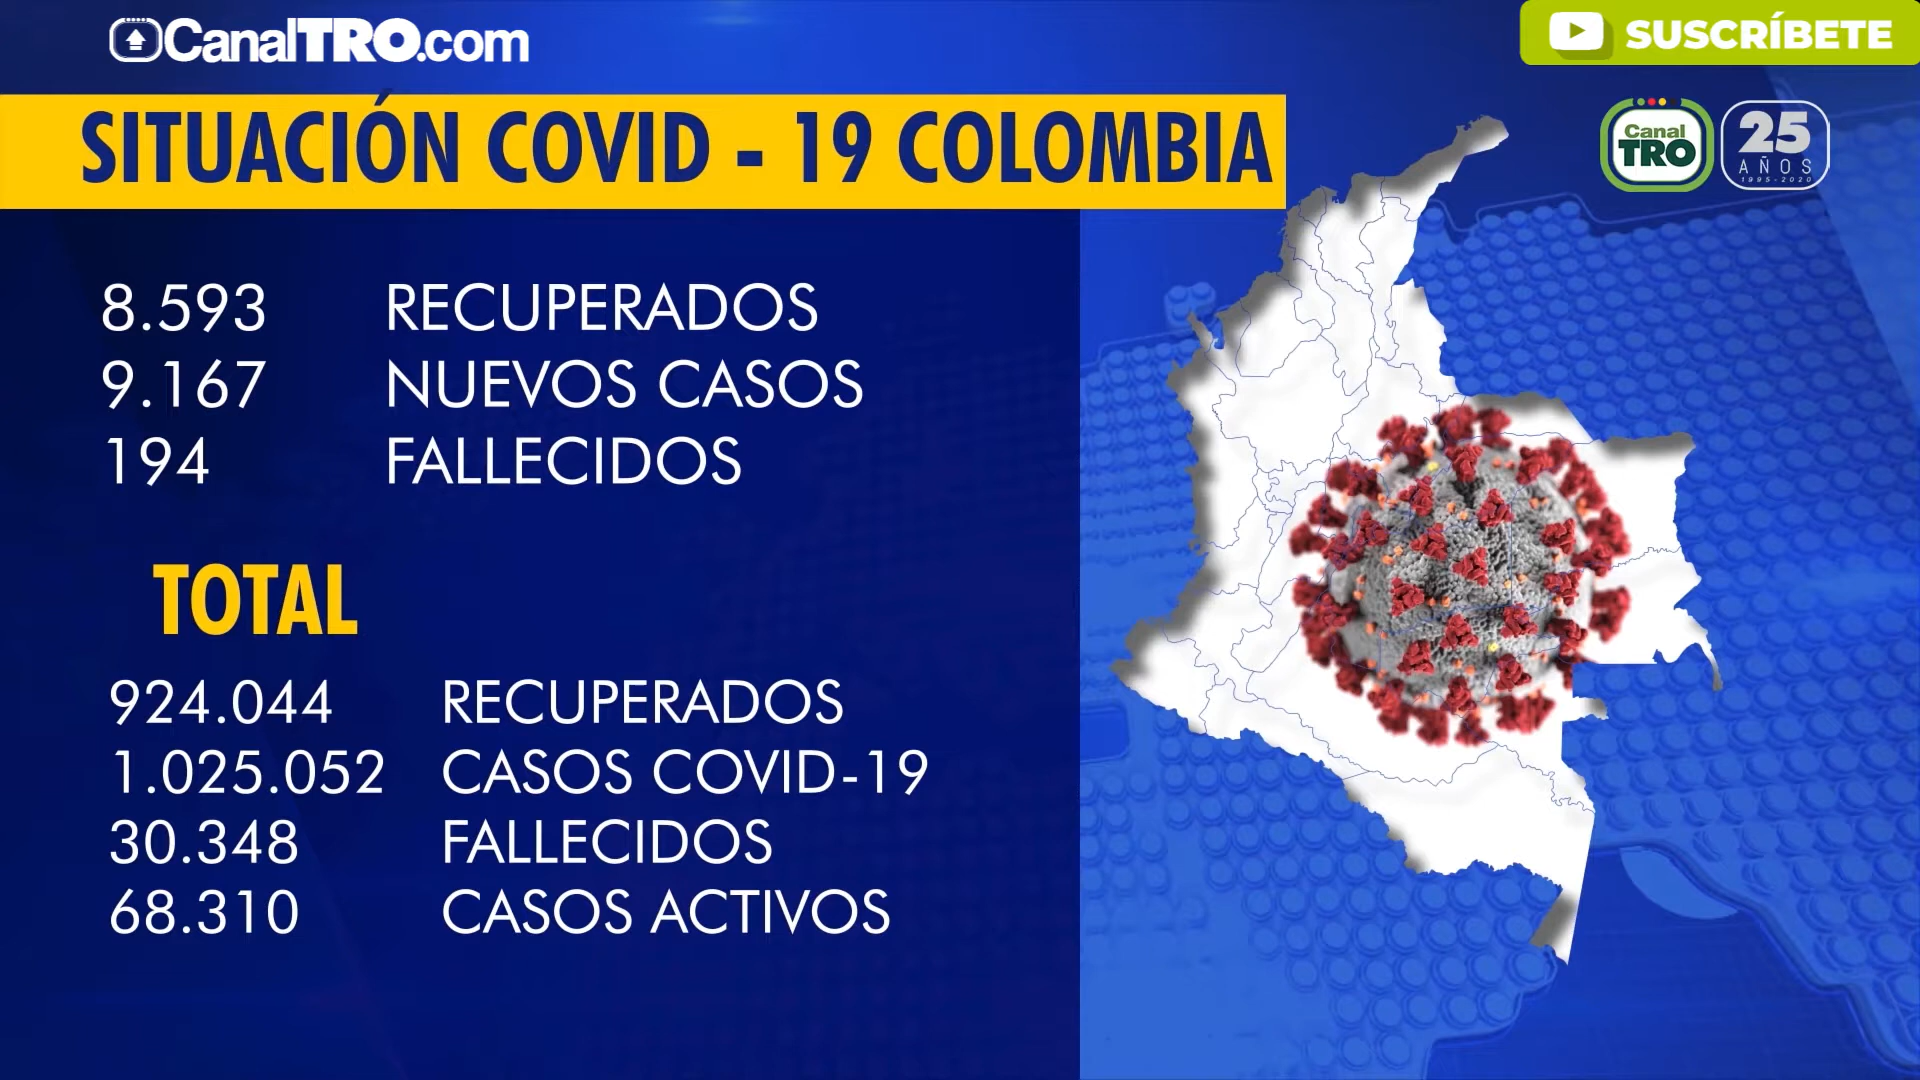 CanalTRO.com
SUSCRÍBETE
SITUACIÓN COVID - 19 COLOMBIA
Canal
TRO
25
AÑOS
1995-2020
8.593 RECUPERADOS
9.167 NUEVOS CASOS
194 FALLECIDOS
TOTAL
924.044 RECUPERADOS
1.025.052 CASOS COVID-19
30.348 FALLECIDOS
68.310 CASOS ACTIVOS